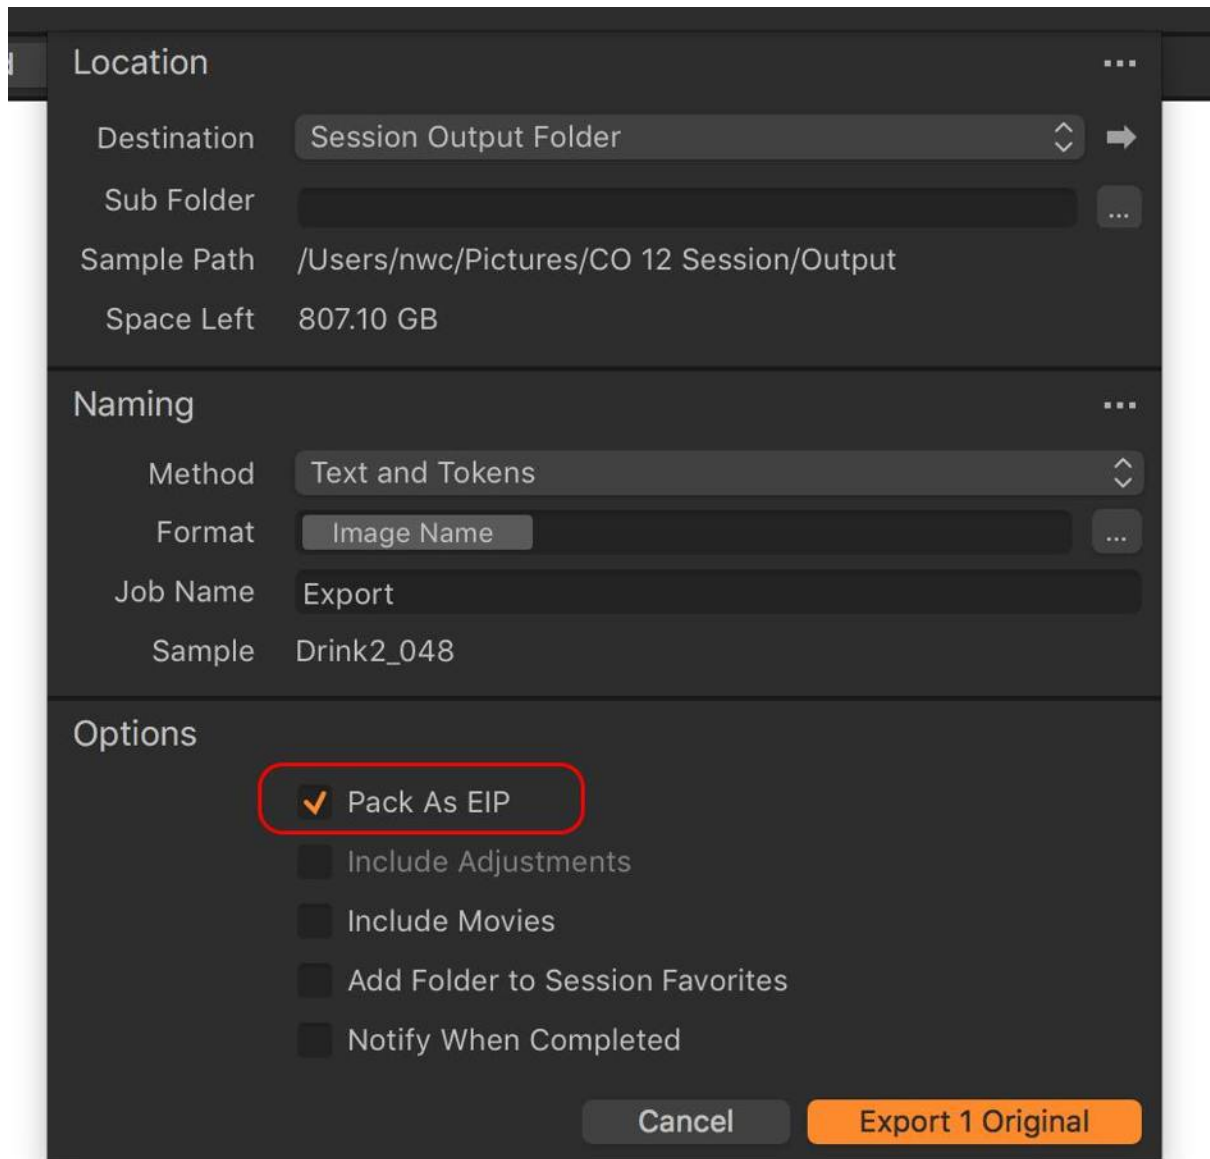 Location
Destination Session Output Folder
Sub Folder ...
Sample Path /Users/nwc/Pictures/CO 12 Session/Output
Space Left 807.10 GB
Naming
Method Text and Tokens
Format Image Name ...
Job Name Export
Sample Drink2_048
Options
Pack As EIP
Include Adjustments
Include Movies
Add Folder to Session Favorites
Notify When Completed
Cancel Export 1 Original